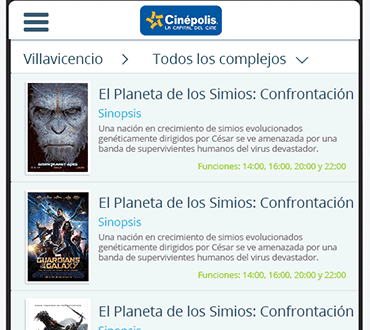 Cinépolis
LA CAPITAL DEL CINE
Villavicencio
Todos los complejos
El Planeta de los Simios: Confrontación
Sinopsis
Una nación en crecimiento de simios evolucionados
genéticamente dirigidos por César se ve amenazada por una
banda de supervivientes humanos del virus devastador.
Funciones: 14:00, 16:00, 20:00 y 22:00
El Planeta de los Simios: Confrontación
Sinopsis
Una nación en crecimiento de simios evolucionados
genéticamente dirigidos por César se ve amenazada por una
banda de supervivientes humanos del virus devastador.
GUARDIANS
OF THE
GALAXY
Funciones: 14:00, 16:00, 20:00 y 22:00
El Planeta de los Simios: Confrontación
Sinopsis